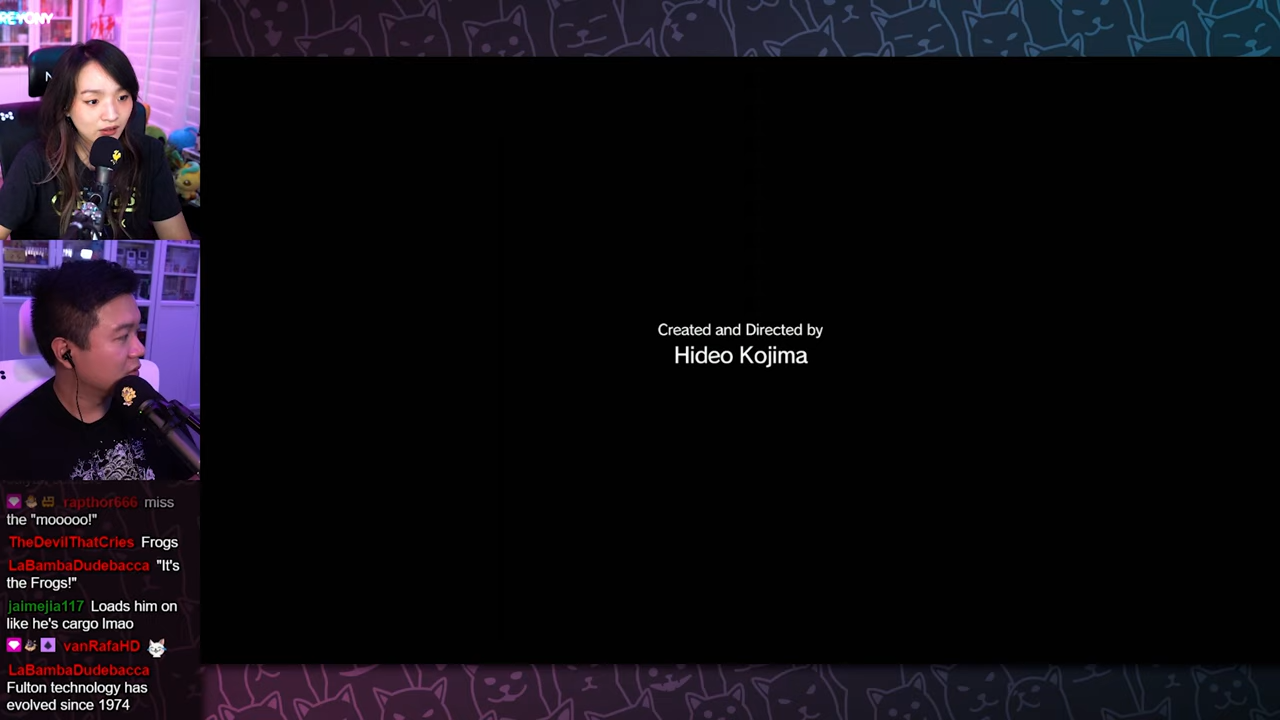 REYONY
N
Created and Directed by
Hideo Kojima
rapthor666 miss
the "mooooo!"
TheDevilThatCries Frogs
LaBambaDudebacca "It's
the Frogs!"
jaimejia117 Loads him on
like he's cargo lmao
vanRafaHD
LaBambaDudebacca
Fulton technology has
evolved since 1974